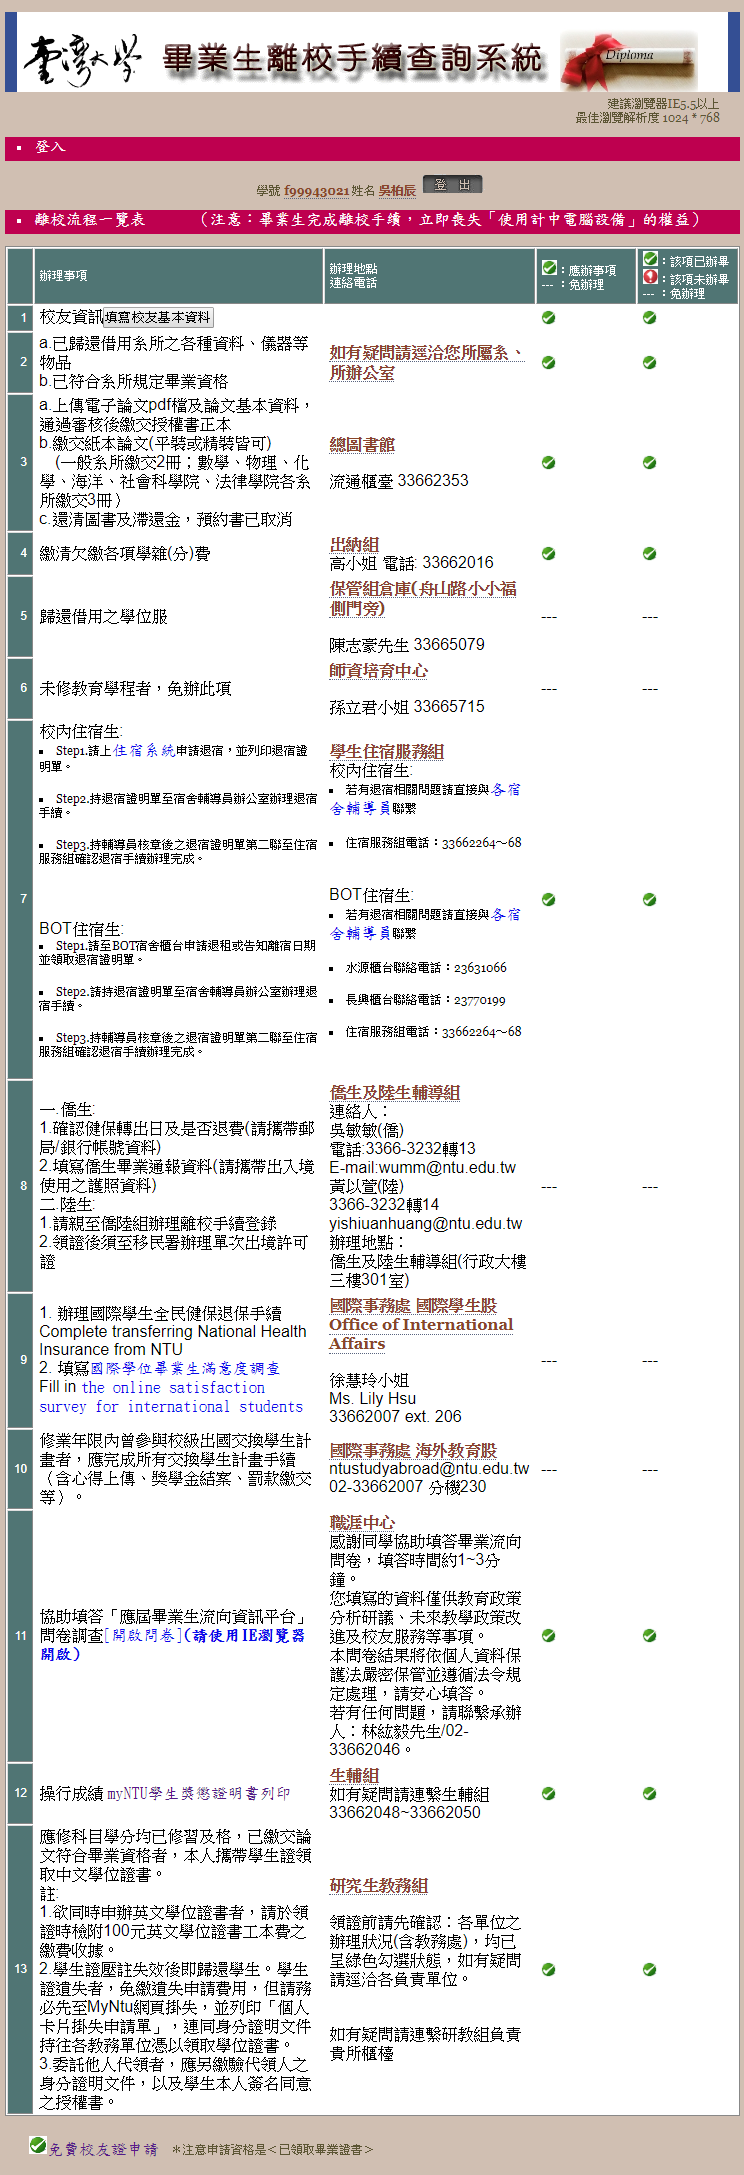 臺灣大學 畢業生離校手續查詢系統 Diploma
建議瀏覽器IE5.5以上
最佳瀏覽解析度 1024 * 768
登入
學號 f99943021 姓名 吳柏辰 登 出
離校流程一覽表 （注意：畢業生完成離校手續，立即喪失「使用計中電腦設備」的權益）
辦理事項
辦理地點
連絡電話
：應辦事項
--- ：免辦理
：該項已辦畢
：該項未辦畢
--- ：免辦理
1
校友資訊填寫校友基本資料
2
a.已歸還借用系所之各種資料、儀器等
物品
b.已符合系所規定畢業資格
如有疑問請逕洽您所屬系、
所辦公室
3
a.上傳電子論文pdf檔及論文基本資料，
通過審核後繳交授權書正本
b.繳交紙本論文(平裝或精裝皆可)
(一般系所繳交2冊；數學、物理、化
學、海洋、社會科學院、法律學院各系
所繳交3冊）
c.還清圖書及滯還金，預約書已取消
總圖書館
流通櫃臺 33662353
4
繳清欠繳各項學雜(分)費
出納組
高小姐 電話: 33662016
5
歸還借用之學位服
保管組倉庫(舟山路小小福
側門旁)
陳志豪先生 33665079
---
---
6
未修教育學程者，免辦此項
師資培育中心
孫立君小姐 33665715
---
---
7
校內住宿生:
Step1.請上住宿系統申請退宿，並列印退宿證
明單。
Step2.持退宿證明單至宿舍輔導員辦公室辦理退宿
手續。
Step3.持輔導員核章後之退宿證明單第二聯至住宿
服務組確認退宿手續辦理完成。
BOT住宿生:
Step1.請至BOT宿舍櫃台申請退租或告知離宿日期
並領取退宿證明單。
Step2.請持退宿證明單至宿舍輔導員辦公室辦理退
宿手續。
Step3.持輔導員核章後之退宿證明單第二聯至住宿
服務組確認退宿手續辦理完成。
學生住宿服務組
校內住宿生:
若有退宿相關問題請直接與各宿
舍輔導員聯繫
住宿服務組電話：33662264～68
BOT住宿生:
若有退宿相關問題請直接與各宿
舍輔導員聯繫
水源櫃台聯絡電話：23631066
長興櫃台聯絡電話：23770199
住宿服務組電話：33662264～68
8
一.僑生:
1.確認健保轉出日及是否退費(請攜帶郵
局/銀行帳號資料)
2.填寫僑生畢業通報資料(請攜帶出入境
使用之護照資料)
二.陸生:
1.請親至僑陸組辦理離校手續登錄
2.領證後須至移民署辦理單次出境許可
證
僑生及陸生輔導組
連絡人：
吳敏敏(僑)
電話:3366-3232轉13
E-mail:wumm@ntu.edu.tw
黃以萱(陸)
3366-3232轉14
yishiuanhuang@ntu.edu.tw
辦理地點：
僑生及陸生輔導組(行政大樓
三樓301室)
---
---
9
1. 辦理國際學生全民健保退保手續
Complete transferring National Health
Insurance from NTU
2. 填寫國際學位畢業生滿意度調查
Fill in the online satisfaction
survey for international students
國際事務處 國際學生股
Office of International
Affairs
徐慧玲小姐
Ms. Lily Hsu
33662007 ext. 206
---
---
10
修業年限內曾參與校級出國交換學生計
畫者，應完成所有交換學生計畫手續
（含心得上傳、獎學金結案、罰款繳交
等）。
國際事務處 海外教育股
ntustudyabroad@ntu.edu.tw
02-33662007 分機230
---
---
11
協助填答「應屆畢業生流向資訊平台」
問卷調查[開啟問卷](請使用IE瀏覽器
開啟)
職涯中心
感謝同學協助填答畢業流向
問卷，填答時間約1~3分
鐘。
您填寫的資料僅供教育政策
分析研議、未來教學政策改
進及校友服務等事項。
本問卷結果將依個人資料保
護法嚴密保管並遵循法令規
定處理，請安心填答。
若有任何問題，請聯繫承辦
人：林紘毅先生/02-
33662046。
12
操行成績 myNTU學生獎懲證明書列印
生輔組
如有疑問請連繫生輔組
33662048~33662050
13
應修科目學分均已修習及格，已繳交論
文符合畢業資格者，本人攜帶學生證領
取中文學位證書。
註:
1.欲同時申辦英文學位證書者，請於領
證時檢附100元英文學位證書工本費之
繳費收據。
2.學生證壓註失效後即歸還學生。學生
證遺失者，免繳遺失申請費用，但請務
必先至MyNtu網頁掛失，並列印「個人
卡片掛失申請單」，連同身分證明文件
持往各教務單位憑以領取學位證書。
3.委託他人代領者，應另繳驗代領人之
身分證明文件，以及學生本人簽名同意
之授權書。
研究生教務組
領證前請先確認：各單位之
辦理狀況(含教務處)，均已
呈綠色勾選狀態，如有疑問
請逕洽各負責單位。
如有疑問請連繫研教組負責
貴所櫃檯
免費校友證申請 ＊注意申請資格是＜已領取畢業證書＞